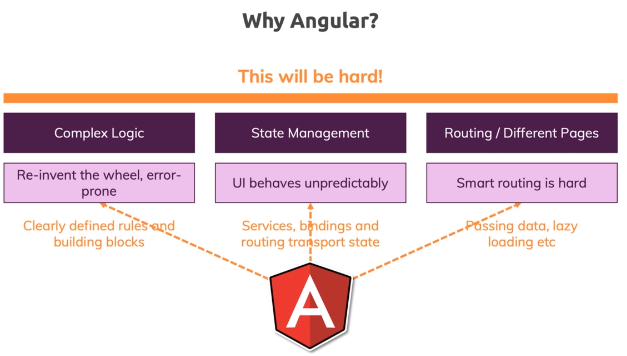 Why Angular?
This will be hard!
Complex Logic
State Management
Routing / Different Pages
Re-invent the wheel, error-
prone
UI behaves unpredictably
Smart routing is hard
Clearly defined rules and
building blocks
Services, bindings and
routing transport state
Passing data, lazy
loading etc
A